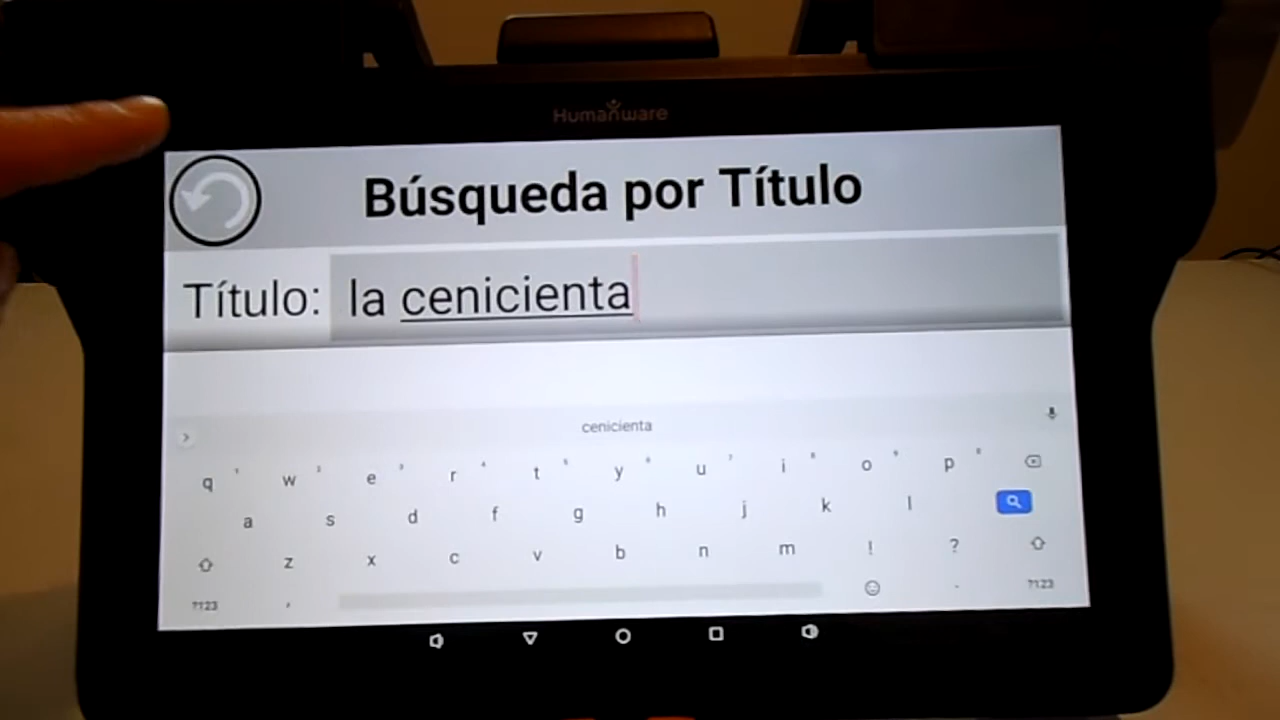 Humanware
Búsqueda por Título
Título: la cenicienta
cenicienta
q w e r t y u i o p
a s d f g h j k l
z x c v b n m ! ?
?123 , . ?123